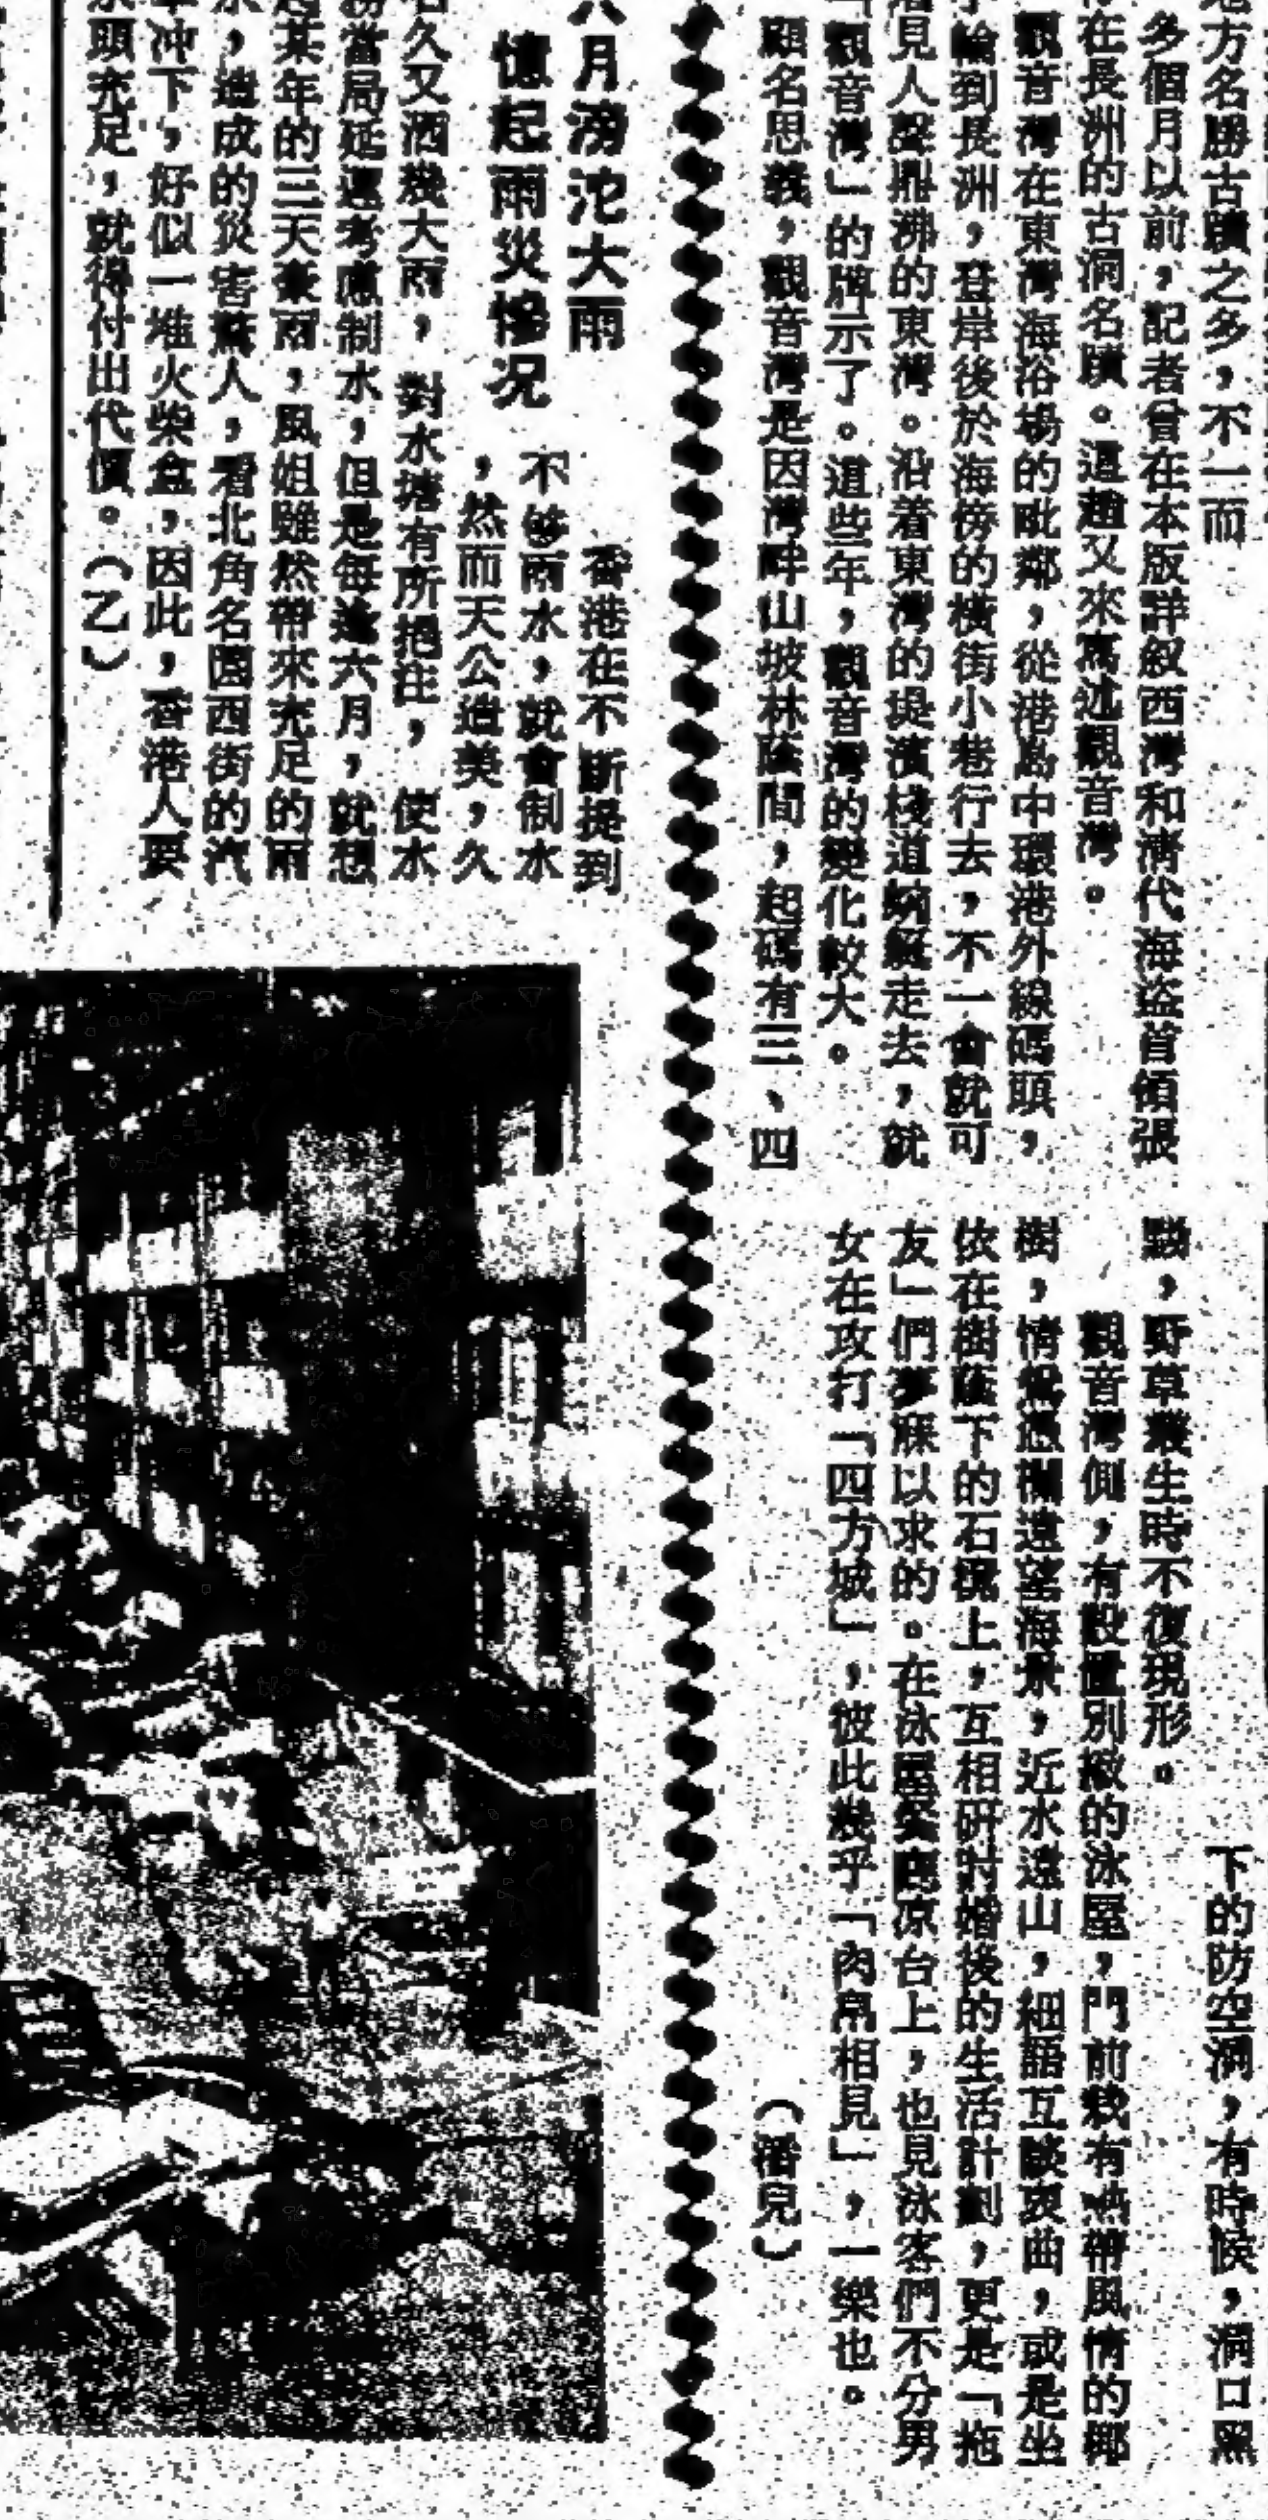 地方名勝古蹟之多，不一而
多個月以前，記者曾在本版詳叙西灣和清代海盜首領張
在長洲的古洞名蹟。這趟又來寫述觀音灣。
觀音灣在東灣海浴場的毗鄰，從港島中環港外線碼頭，
輪到長洲，登岸後於海傍的橫街小巷行去，不一會就可
見人聲鼎沸的東灣。沿着東灣的堤濱棧道蜿蜒走去，就
觀音灣」的牌示了。這些年，觀音灣的變化較大。
顧名思義，觀音灣是因灣畔山坡林蔭間，起碼有三、四
下的防空洞，有時候，洞口黑
黝，野草叢生時不復現形。
觀音灣側，有設置別緻的泳屋，門前栽有熱帶風情的椰
樹，情侶憑欄遠望海景，近水遠山，細語互談衷曲，或是坐
依在樹蔭下的石櫈上，互相研討婚後的生活計劃，更是「拖
友」們夢寐以求的。在泳屋與涼台上，也見泳客們不分男
女在攻打「四方城」，彼此幾乎「肉帛相見」，一樂也。
兒）
六月滂沱大雨
憶起雨災慘况
香港在不斷提到
不够雨水，就會制水
，然而天公造美，久
久又洒幾大雨，對水塘有所挹注，使水
務當局延遲考慮制水，但是每逢六月，就想
起某年的三天豪雨，風姐雖然帶來充足的雨
水，造成的災害驚人，看北角名園西街的汽
車冲下，好似一堆火柴盒，因此，香港人要
水頭充足，就得付出代價。（乙）